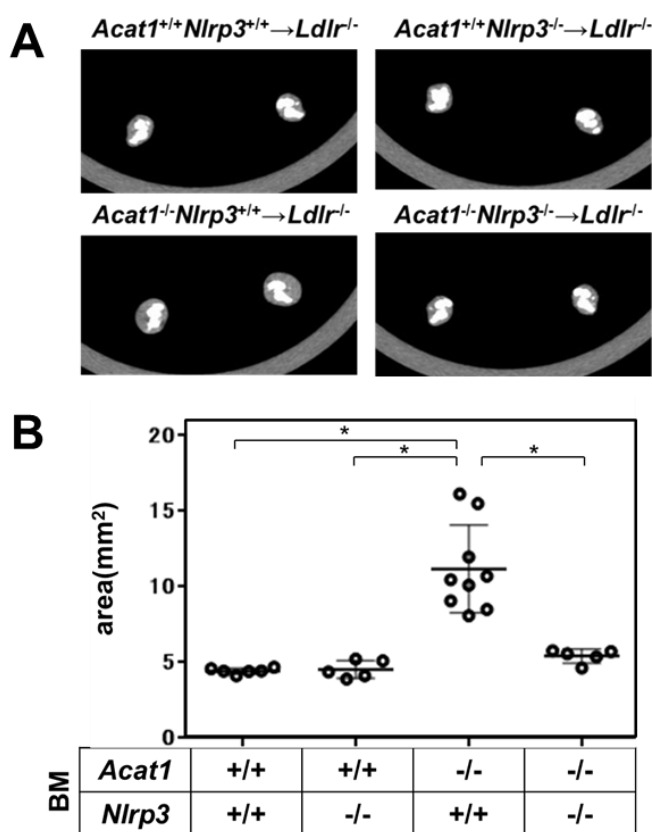 A
Acat1+/+Nlrp3+/+→Ldlr-/-
Acat1+/+Nlrp3-/-→Ldlr-/-
Acat1-/-Nlrp3+/+→Ldlr-/-
Acat1-/-Nlrp3-/-→Ldlr-/-
B
area(mm²)
20
15
10
5
0
*
* *
BM
Acat1 +/+ +/+ -/- -/-
Nlrp3 +/+ -/- +/+ -/-